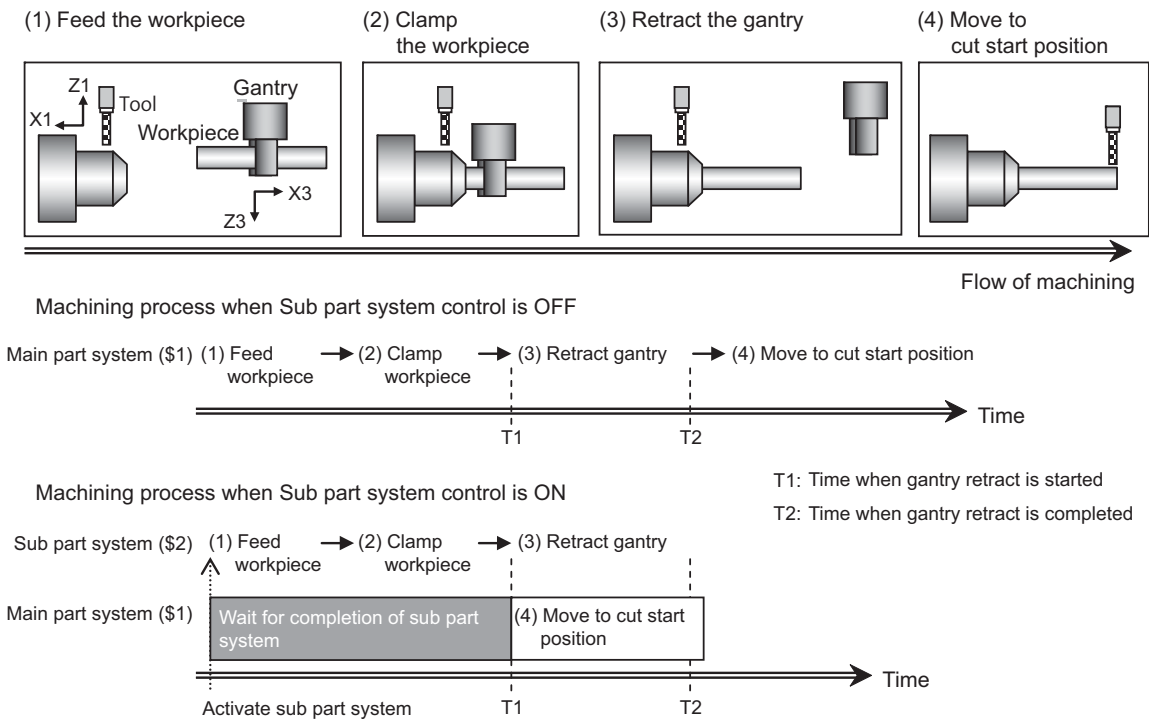 (1) Feed the workpiece
(2) Clamp
the workpiece
(3) Retract the gantry
(4) Move to
cut start position
Z1
X1
Tool
Gantry
Workpiece
X3
Z3
Flow of machining
Machining process when Sub part system control is OFF
Main part system ($1) (1) Feed
workpiece
(2) Clamp
workpiece
(3) Retract gantry
(4) Move to cut start position
Time
T1
T2
Machining process when Sub part system control is ON
T1: Time when gantry retract is started
T2: Time when gantry retract is completed
Sub part system ($2) (1) Feed
workpiece
(2) Clamp
workpiece
(3) Retract gantry
Main part system ($1)
Wait for completion of sub part
system
(4) Move to cut start
position
Time
Activate sub part system
T1
T2